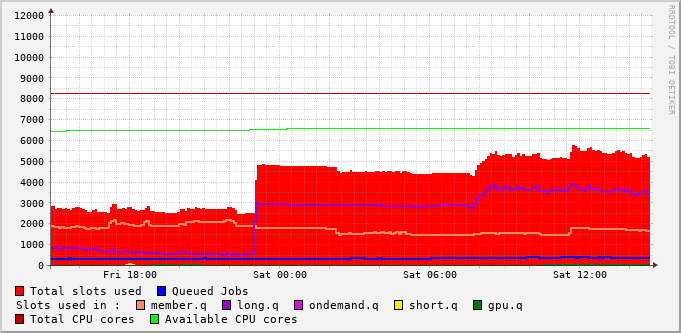 12000
11000
10000
9000
8000
7000
6000
5000
4000
3000
2000
1000
0
Fri 18:00 Sat 00:00 Sat 06:00 Sat 12:00
Total slots used Queued Jobs
Slots used in : member.q long.q ondemand.q short.q gpu.q
Total CPU cores Available CPU cores
RRDTOOL / TOBI OETIKER